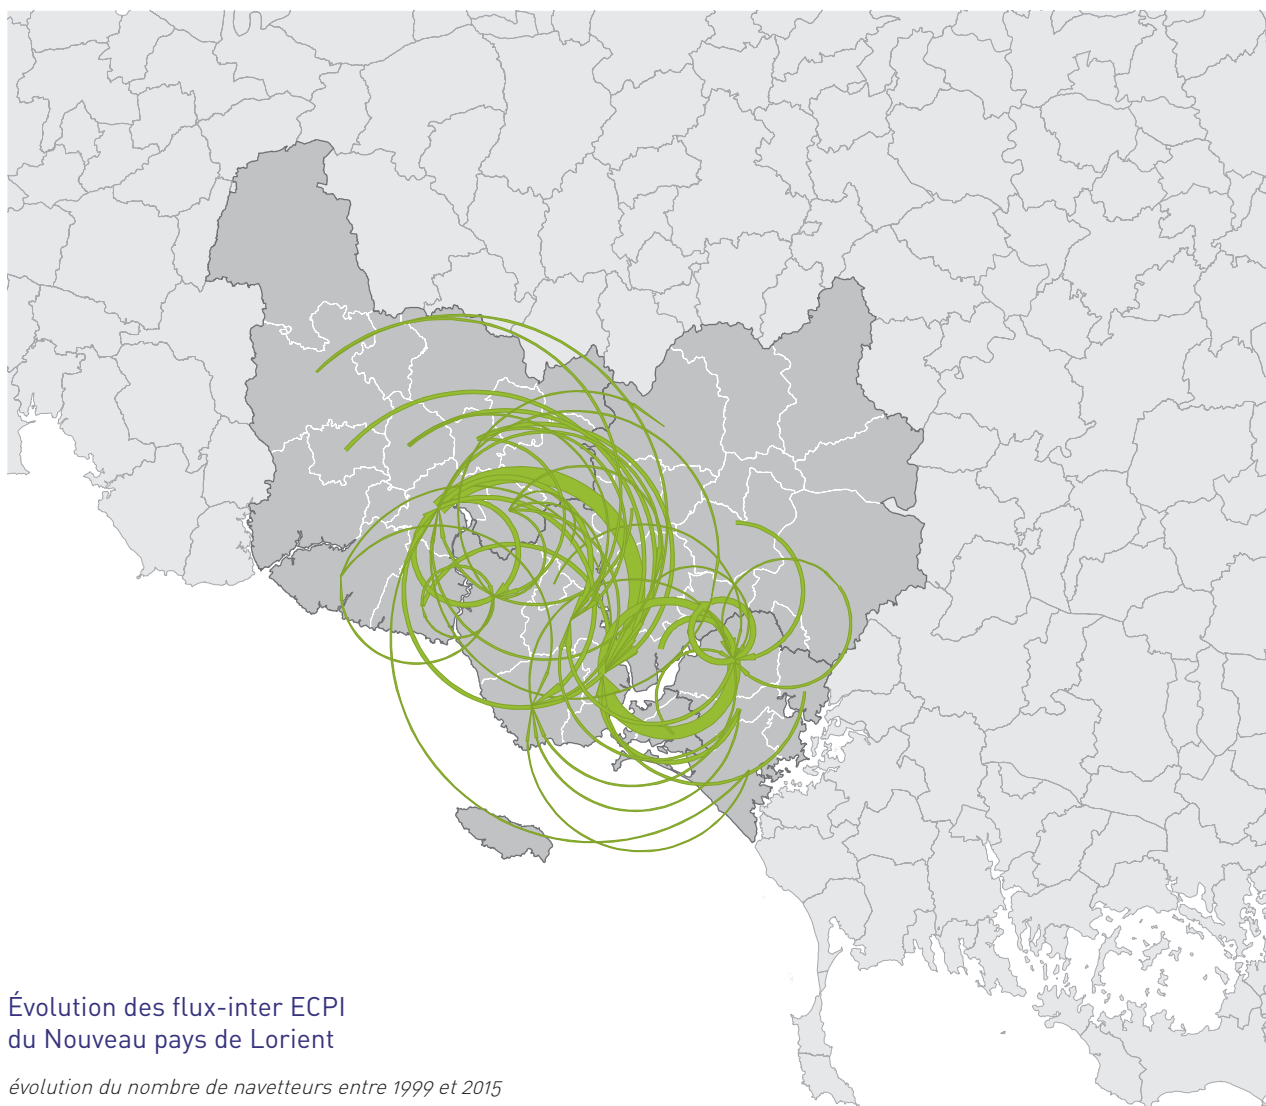 Évolution des flux-inter ECPI
du Nouveau pays de Lorient
évolution du nombre de navetteurs entre 1999 et 2015